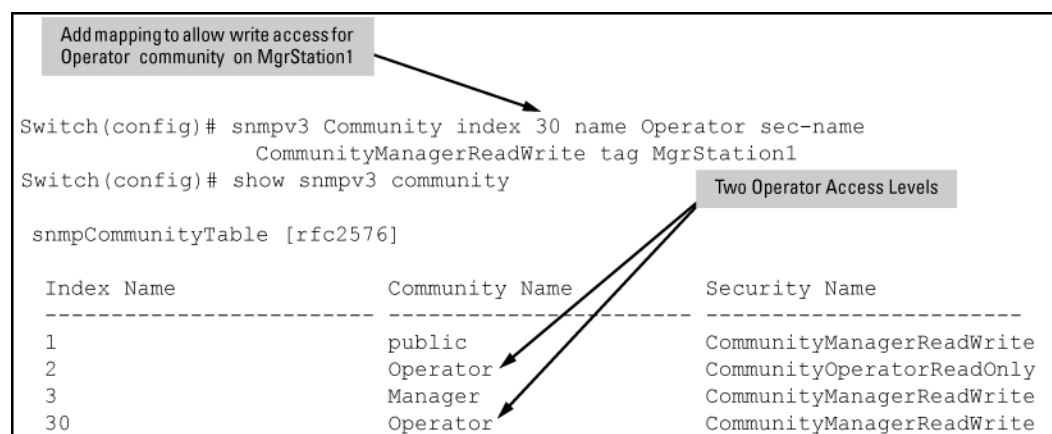 Add mapping to allow write access for
Operator community on MgrStation1
Switch(config)# snmpv3 Community index 30 name Operator sec-name
CommunityManagerReadWrite tag MgrStation1
Switch(config)# show snmpv3 community
Two Operator Access Levels
snmpCommunityTable [rfc2576]
Index Name Community Name Security Name
------------------------- ---------------------- ------------------------
1 public CommunityManagerReadWrite
2 Operator CommunityOperatorReadOnly
3 Manager CommunityManagerReadWrite
30 Operator CommunityManagerReadWrite